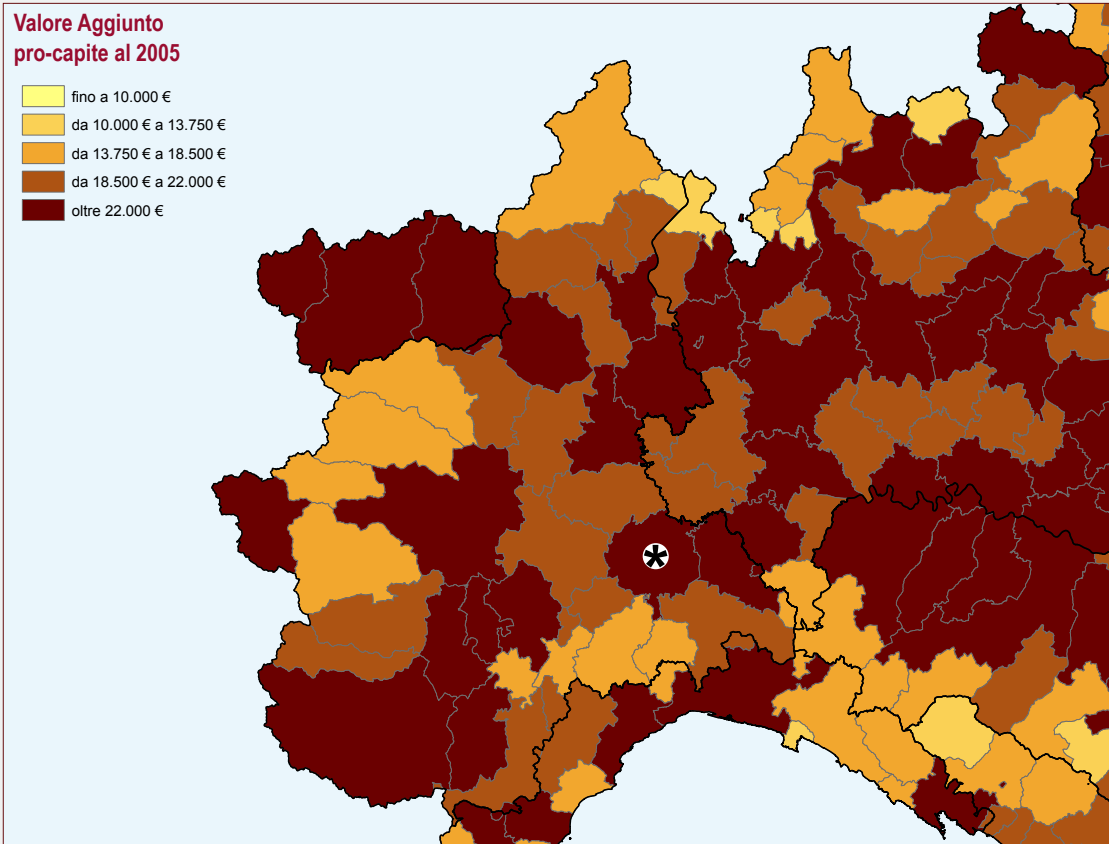 Valore Aggiunto
pro-capite al 2005
fino a 10.000 €
da 10.000 € a 13.750 €
da 13.750 € a 18.500 €
da 18.500 € a 22.000 €
oltre 22.000 €